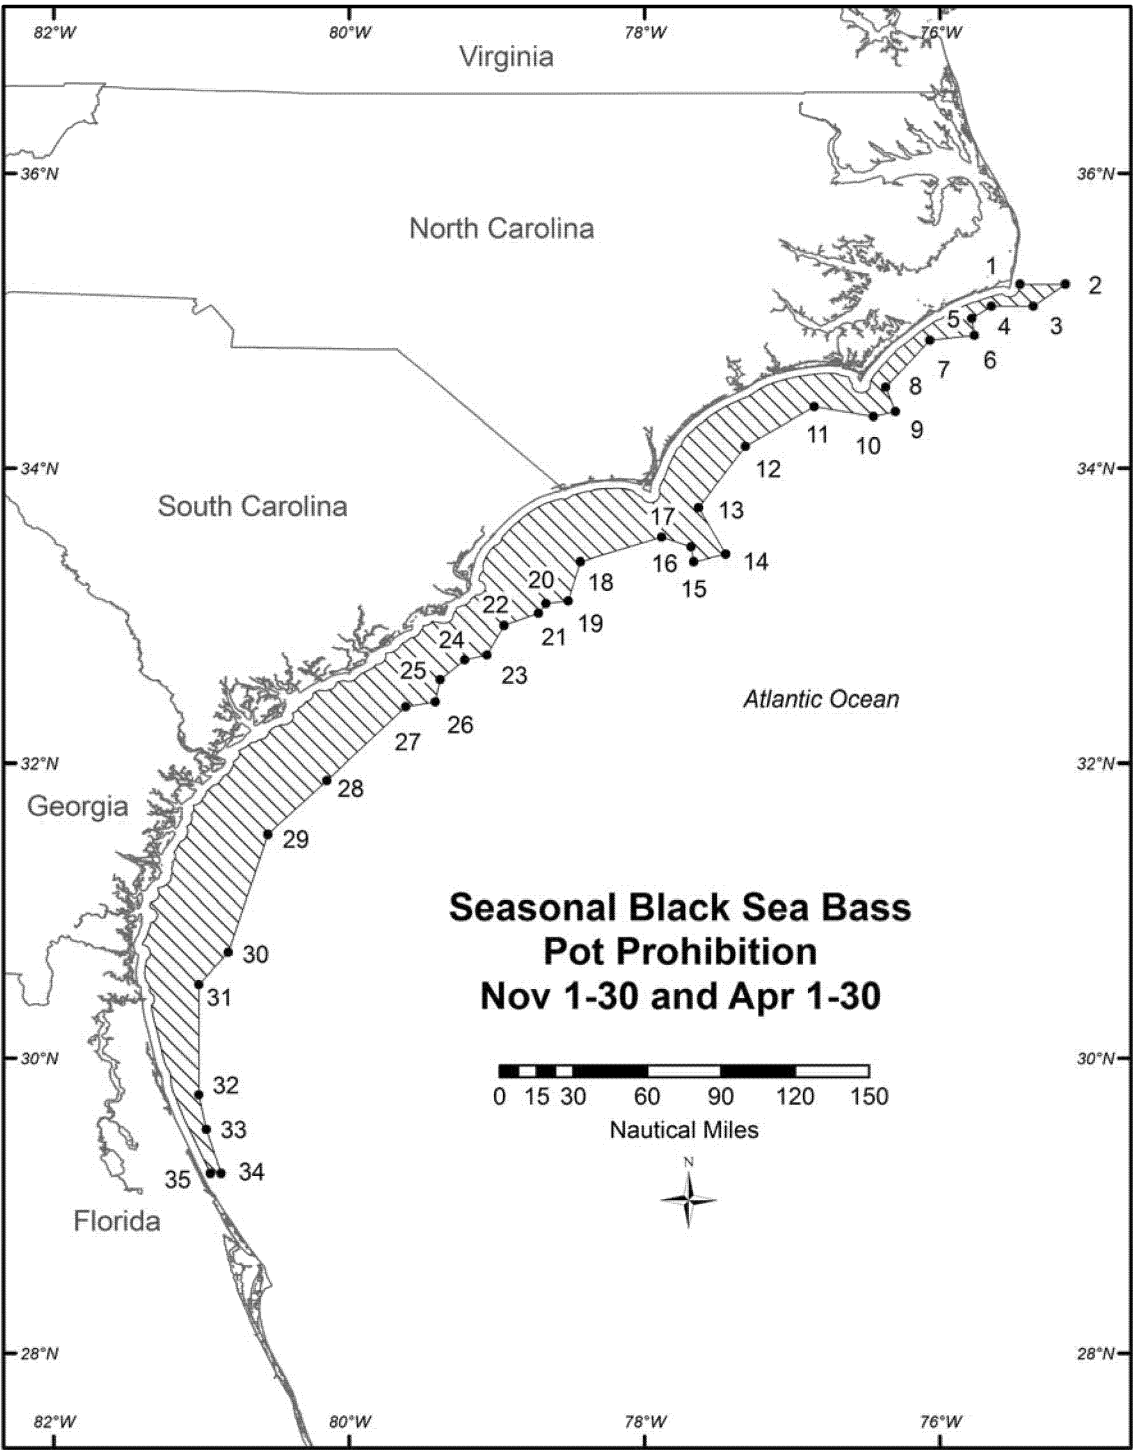 82°W 80°W 78°W 76°W
Virginia
36°N 36°N
North Carolina
1 2
5 4 3
6
7
8
9
11 10
12
34°N 34°N
South Carolina
17 13
16 14
15
18
20
22 19
21
24
23
25
26
Atlantic Ocean
27
32°N 32°N
28
Georgia
29
Seasonal Black Sea Bass
Pot Prohibition
Nov 1-30 and Apr 1-30
30
31
30°N 30°N
32
0 15 30 60 90 120 150
Nautical Miles
33
N
35 34
Florida
28°N 28°N
82°W 80°W 78°W 76°W